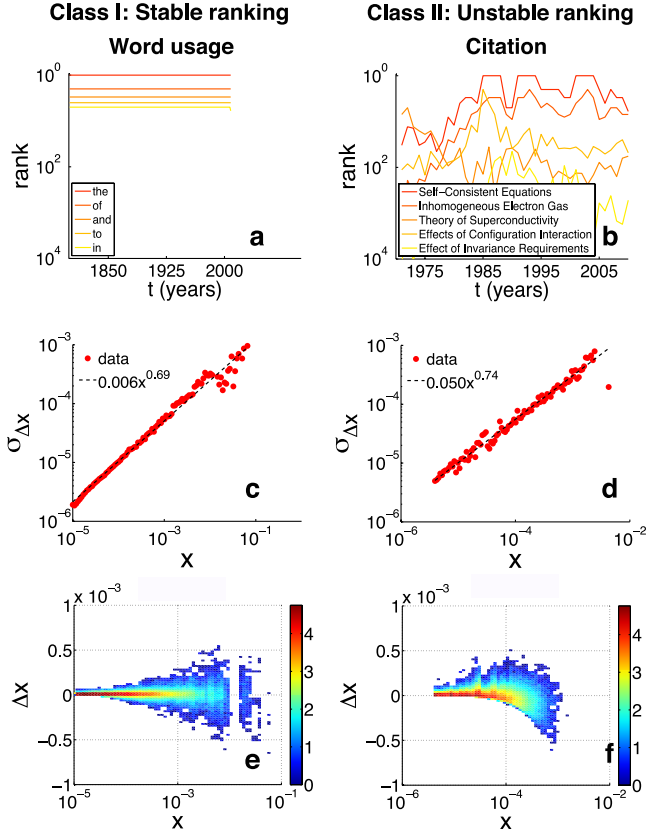 Class I: Stable ranking
Class II: Unstable ranking
Word usage
Citation
10^0
rank
10^2
10^4
the
of
and
to
in
a
1850 1925 2000
t (years)
10^0
rank
10^2
10^4
Self-Consistent Equations
Inhomogeneous Electron Gas
Theory of Superconductivity
Effects of Configuration Interaction
Effect of Invariance Requirements
b
1975 1985 1995 2005
t (years)
10^-3
10^-4
10^-5
10^-6
σ_Δx
data
0.006x^0.69
c
10^-5 10^-3 10^-1
x
10^-3
10^-4
10^-5
10^-6
σ_Δx
data
0.050x^0.74
d
10^-6 10^-4 10^-2
x
x 10^-3
1
0.5
0
-0.5
-1
Δx
e
4
3
2
1
0
10^-5 10^-3 10^-1
x
x 10^-3
1
0.5
0
-0.5
-1
Δx
f
4
3
2
1
0
10^-6 10^-4 10^-2
x